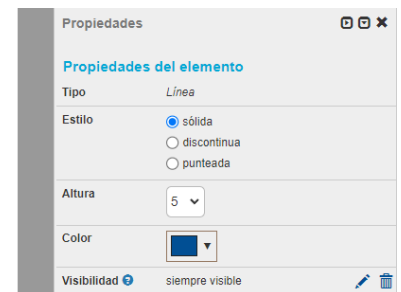 Propiedades
Propiedades del elemento
Tipo Línea
Estilo sólida
discontinua
punteada
Altura 5
Color
Visibilidad ? siempre visible